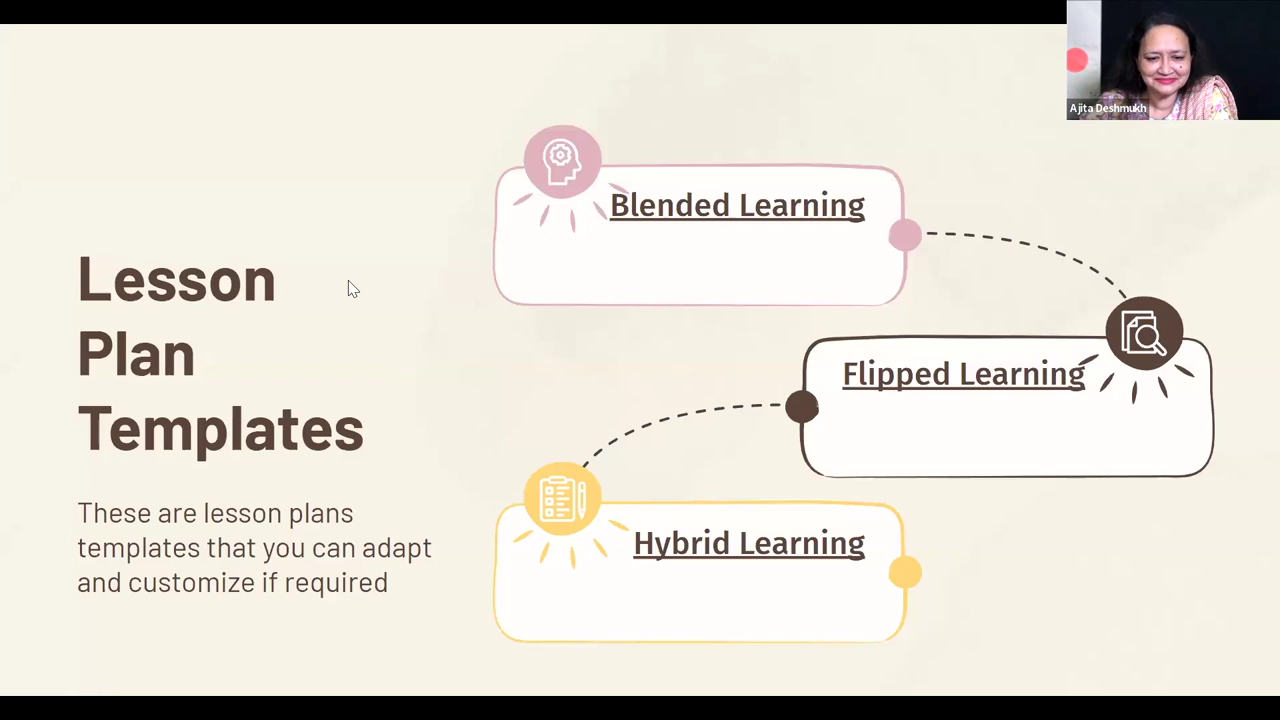 Ajita Deshmukh
Blended Learning
Lesson
Plan
Templates
Flipped Learning
These are lesson plans
templates that you can adapt
and customize if required
Hybrid Learning